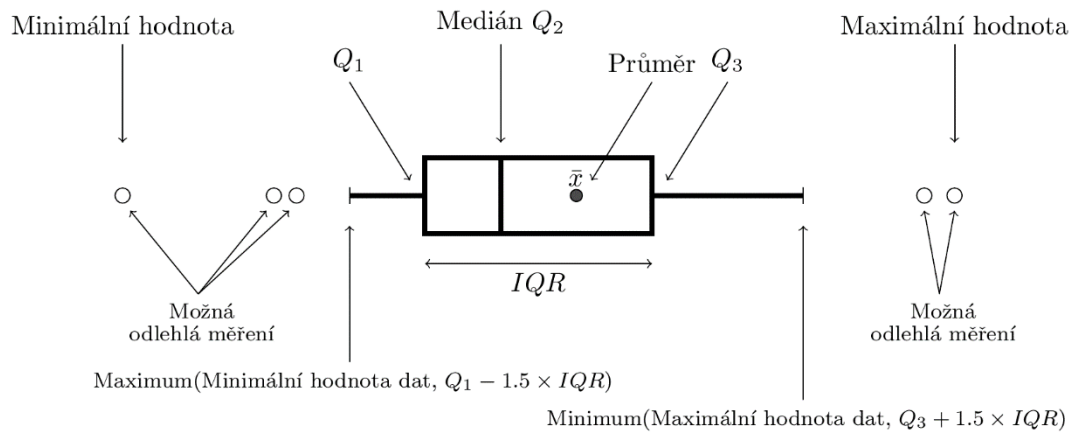 Minimální hodnota
Medián Q₂
Maximální hodnota
Q₁
Průměr
Q₃
x̄
IQR
Možná
odlehlá měření
Možná
odlehlá měření
Maximum(Minimální hodnota dat, Q₁ − 1.5 × IQR)
Minimum(Maximální hodnota dat, Q₃ + 1.5 × IQR)